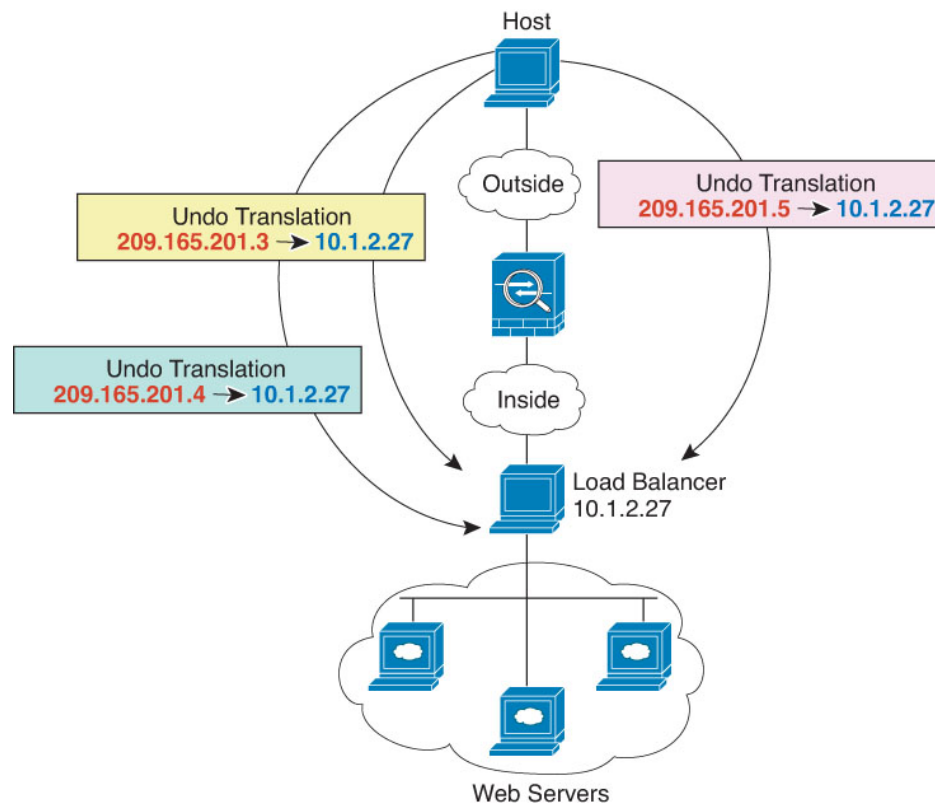 Host
Outside
Undo Translation
209.165.201.5 → 10.1.2.27
Undo Translation
209.165.201.3 → 10.1.2.27
Undo Translation
209.165.201.4 → 10.1.2.27
Inside
Load Balancer
10.1.2.27
Web Servers